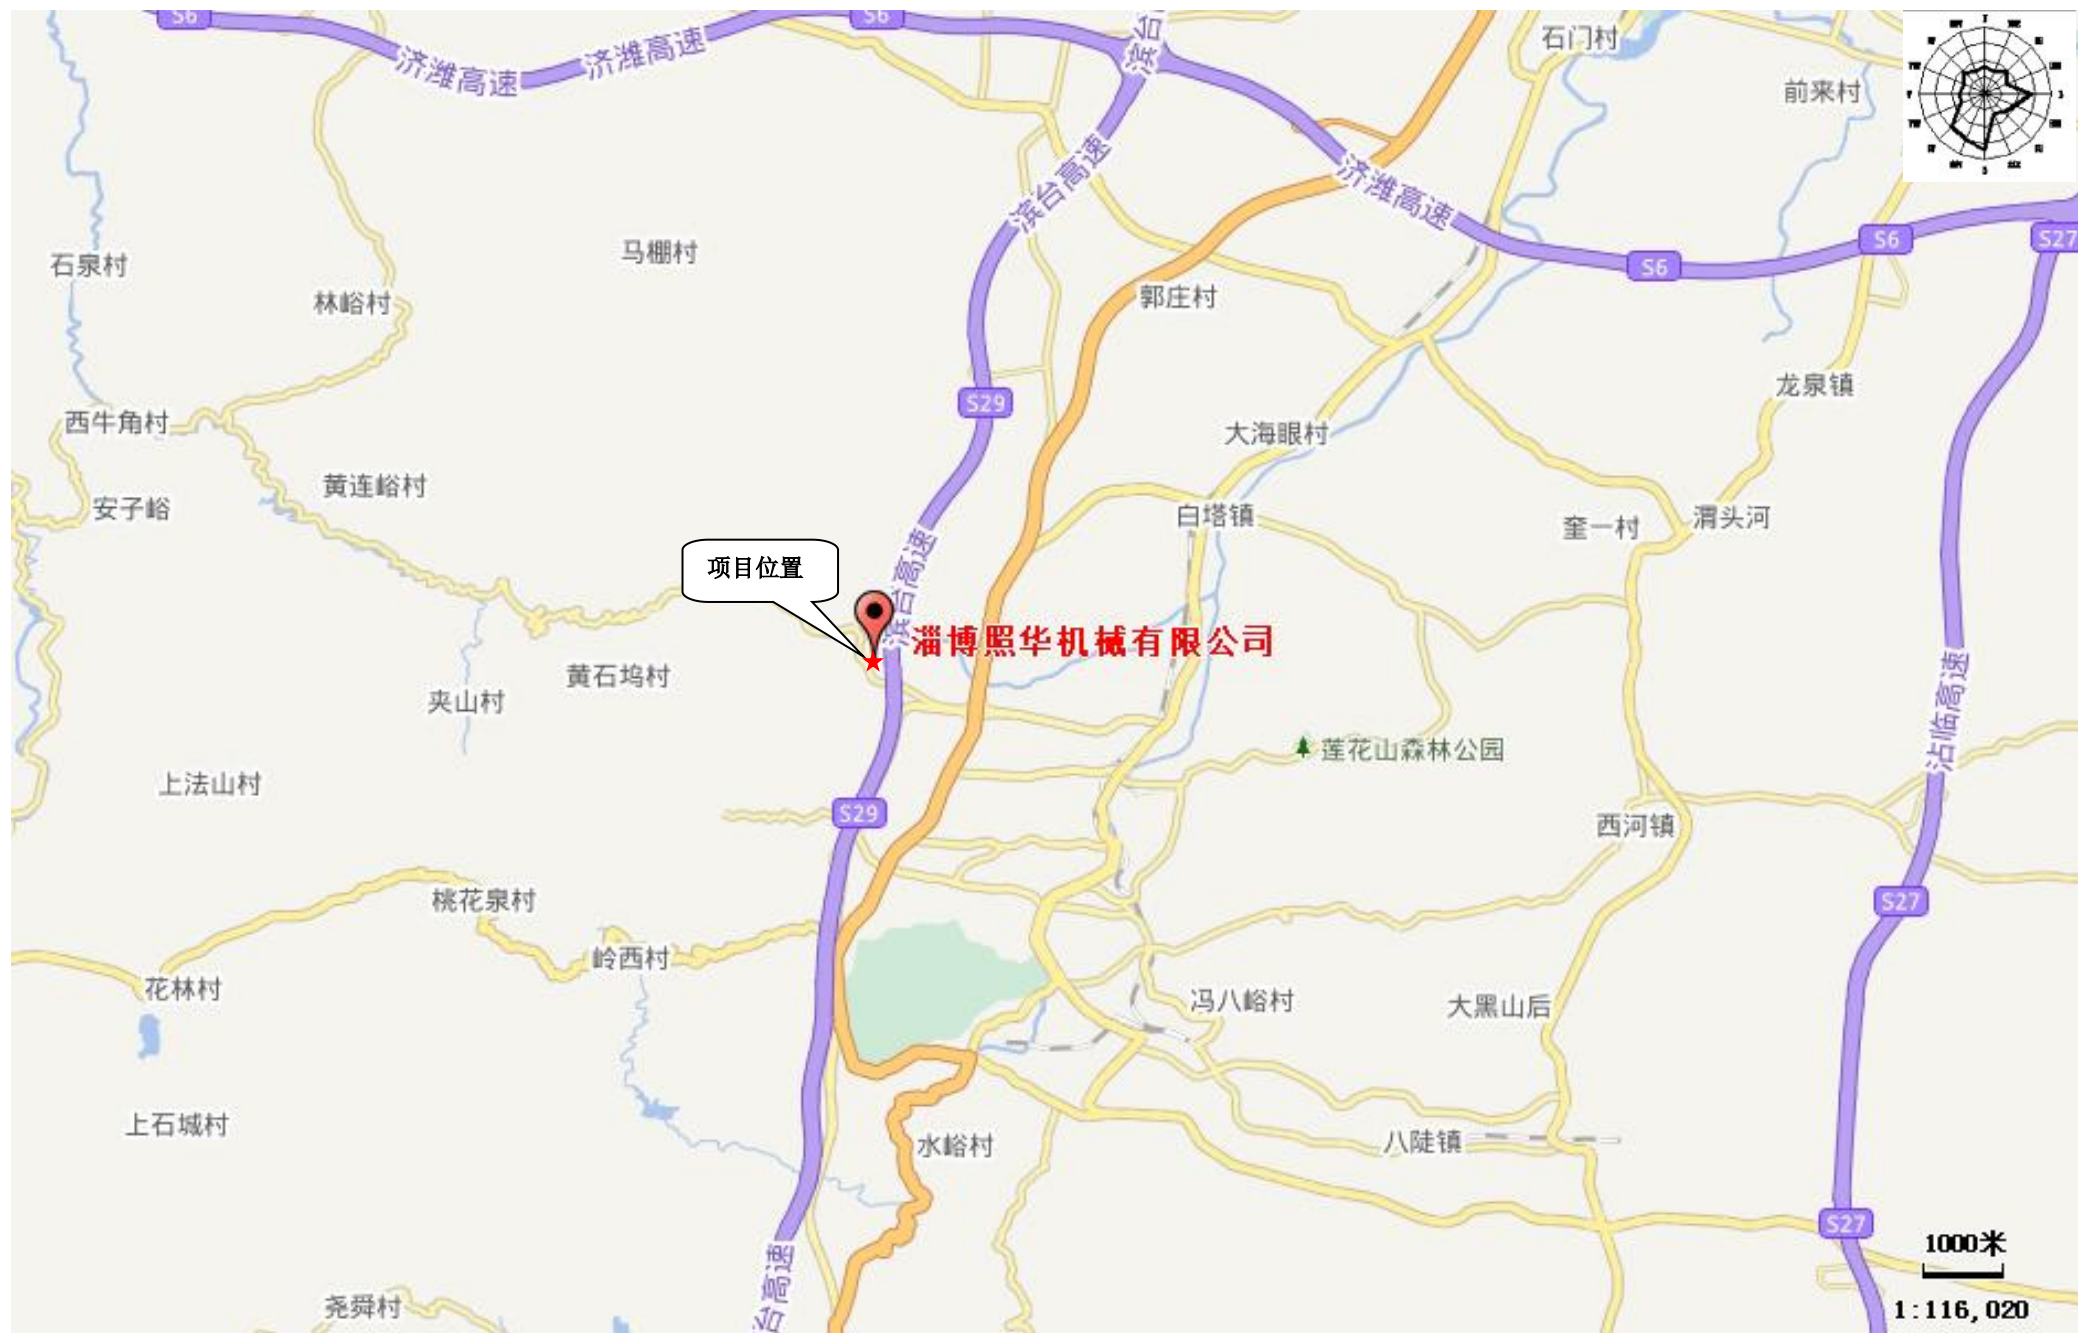 S6
S6
济潍高速
济潍高速
滨台
石门村
前来村
滨台高速
济潍高速
石泉村
马棚村
林峪村
郭庄村
S6
S6
S27
龙泉镇
S29
西牛角村
大海眼村
黄连峪村
安子峪
白塔镇
奎一村
渭头河
项目位置
滨台高速
淄博照华机械有限公司
黄石坞村
夹山村
沾临高速
莲花山森林公园
上法山村
S29
西河镇
桃花泉村
S27
岭西村
花林村
冯八峪村
大黑山后
上石城村
水峪村
八陡镇
S27
1000米
台高速
尧舜村
1:116,020